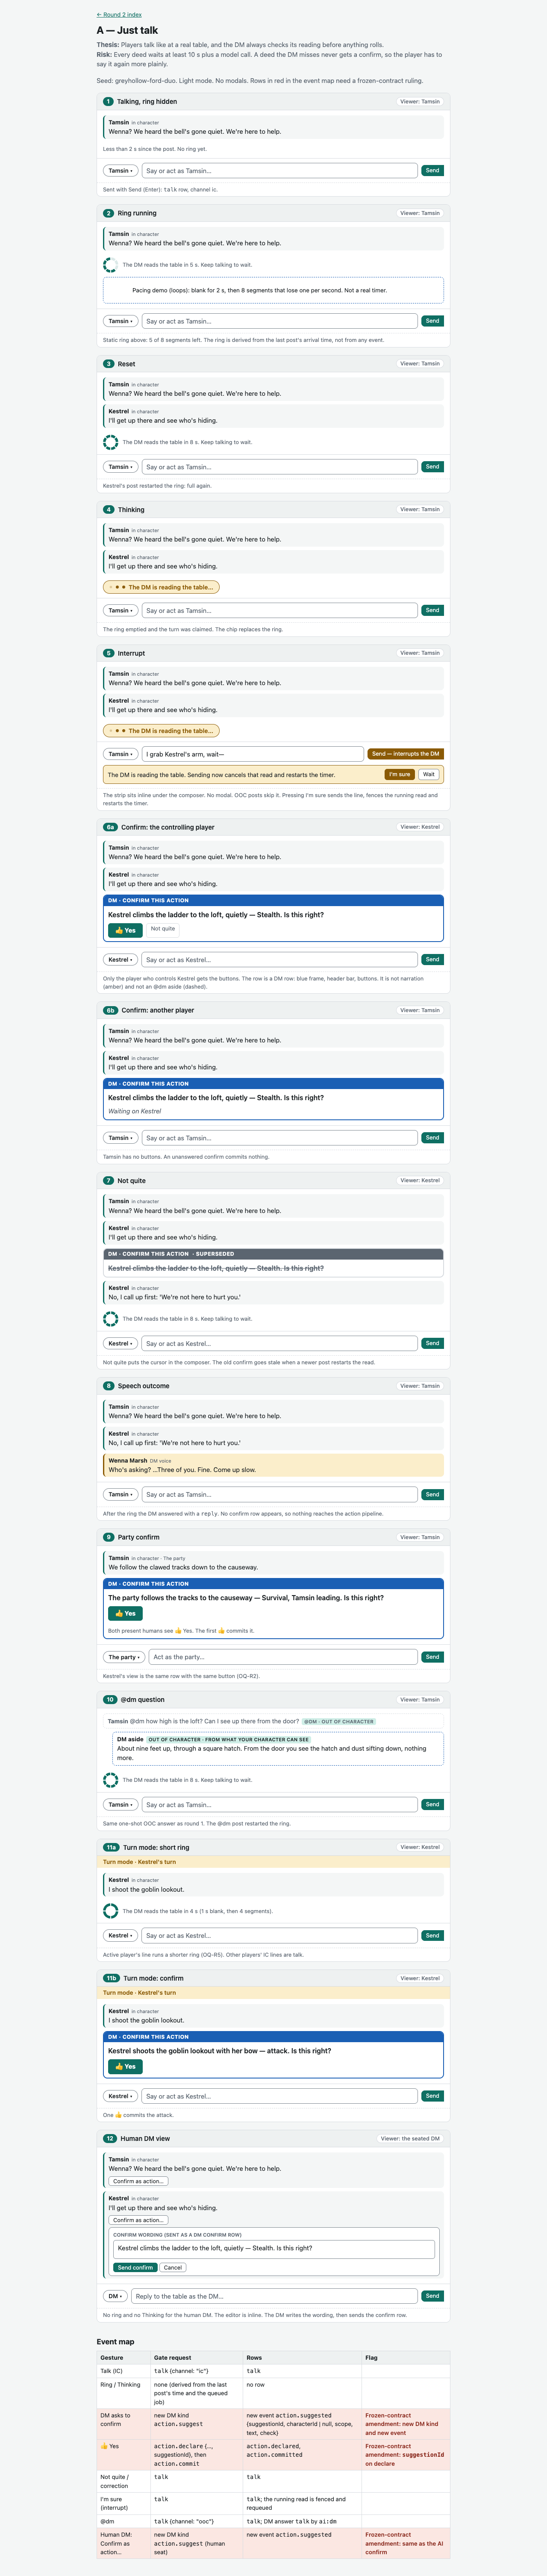 ← Round 2 index
A — Just talk
Thesis: Players talk like at a real table, and the DM always checks its reading before anything rolls.
Risk: Every deed waits at least 10 s plus a model call. A deed the DM misses never gets a confirm, so the player has to
say it again more plainly.
Seed: greyhollow-ford-duo. Light mode. No modals. Rows in red in the event map need a frozen-contract ruling.
1 Talking, ring hidden Viewer: Tamsin
Tamsin in character
Wenna? We heard the bell's gone quiet. We're here to help.
Less than 2 s since the post. No ring yet.
Tamsin ▾ Say or act as Tamsin… Send
Sent with Send (Enter): talk row, channel ic.
2 Ring running Viewer: Tamsin
Tamsin in character
Wenna? We heard the bell's gone quiet. We're here to help.
The DM reads the table in 5 s. Keep talking to wait.
Pacing demo (loops): blank for 2 s, then 8 segments that lose one per second. Not a real timer.
Tamsin ▾ Say or act as Tamsin… Send
Static ring above: 5 of 8 segments left. The ring is derived from the last post's arrival time, not from any event.
3 Reset Viewer: Tamsin
Tamsin in character
Wenna? We heard the bell's gone quiet. We're here to help.
Kestrel in character
I'll get up there and see who's hiding.
The DM reads the table in 8 s. Keep talking to wait.
Tamsin ▾ Say or act as Tamsin… Send
Kestrel's post restarted the ring: full again.
4 Thinking Viewer: Tamsin
Tamsin in character
Wenna? We heard the bell's gone quiet. We're here to help.
Kestrel in character
I'll get up there and see who's hiding.
The DM is reading the table…
Tamsin ▾ Say or act as Tamsin… Send
The ring emptied and the turn was claimed. The chip replaces the ring.
5 Interrupt Viewer: Tamsin
Tamsin in character
Wenna? We heard the bell's gone quiet. We're here to help.
Kestrel in character
I'll get up there and see who's hiding.
The DM is reading the table…
Tamsin ▾ I grab Kestrel's arm, wait— Send — interrupts the DM
The DM is reading the table. Sending now cancels that read and restarts the timer. I'm sure Wait
The strip sits inline under the composer. No modal. OOC posts skip it. Pressing I'm sure sends the line, fences the running read and
restarts the timer.
6a Confirm: the controlling player Viewer: Kestrel
Tamsin in character
Wenna? We heard the bell's gone quiet. We're here to help.
Kestrel in character
I'll get up there and see who's hiding.
DM · CONFIRM THIS ACTION
Kestrel climbs the ladder to the loft, quietly — Stealth. Is this right?
👍 Yes Not quite
Kestrel ▾ Say or act as Kestrel… Send
Only the player who controls Kestrel gets the buttons. The row is a DM row: blue frame, header bar, buttons. It is not narration
(amber) and not an @dm aside (dashed).
6b Confirm: another player Viewer: Tamsin
Tamsin in character
Wenna? We heard the bell's gone quiet. We're here to help.
Kestrel in character
I'll get up there and see who's hiding.
DM · CONFIRM THIS ACTION
Kestrel climbs the ladder to the loft, quietly — Stealth. Is this right?
Waiting on Kestrel
Tamsin ▾ Say or act as Tamsin… Send
Tamsin has no buttons. An unanswered confirm commits nothing.
7 Not quite Viewer: Kestrel
Tamsin in character
Wenna? We heard the bell's gone quiet. We're here to help.
Kestrel in character
I'll get up there and see who's hiding.
DM · CONFIRM THIS ACTION · SUPERSEDED
Kestrel climbs the ladder to the loft, quietly — Stealth. Is this right?
Kestrel in character
No, I call up first: 'We're not here to hurt you.'
The DM reads the table in 8 s. Keep talking to wait.
Kestrel ▾ Say or act as Kestrel… Send
Not quite puts the cursor in the composer. The old confirm goes stale when a newer post restarts the read.
8 Speech outcome Viewer: Tamsin
Tamsin in character
Wenna? We heard the bell's gone quiet. We're here to help.
Kestrel in character
No, I call up first: 'We're not here to hurt you.'
Wenna Marsh DM voice
Who's asking? …Three of you. Fine. Come up slow.
Tamsin ▾ Say or act as Tamsin… Send
After the ring the DM answered with a reply. No confirm row appears, so nothing reaches the action pipeline.
9 Party confirm Viewer: Tamsin
Tamsin in character · The party
We follow the clawed tracks down to the causeway.
DM · CONFIRM THIS ACTION
The party follows the tracks to the causeway — Survival, Tamsin leading. Is this right?
👍 Yes
Both present humans see 👍 Yes. The first 👍 commits it.
The party ▾ Act as the party… Send
Kestrel's view is the same row with the same button (OQ-R2).
10 @dm question Viewer: Tamsin
Tamsin @dm how high is the loft? Can I see up there from the door? @DM · OUT OF CHARACTER
DM aside OUT OF CHARACTER · FROM WHAT YOUR CHARACTER CAN SEE
About nine feet up, through a square hatch. From the door you see the hatch and dust sifting down, nothing
more.
The DM reads the table in 8 s. Keep talking to wait.
Tamsin ▾ Say or act as Tamsin… Send
Same one-shot OOC answer as round 1. The @dm post restarted the ring.
11a Turn mode: short ring Viewer: Kestrel
Turn mode · Kestrel's turn
Kestrel in character
I shoot the goblin lookout.
The DM reads the table in 4 s (1 s blank, then 4 segments).
Kestrel ▾ Say or act as Kestrel… Send
Active player's line runs a shorter ring (OQ-R5). Other players' IC lines are talk.
11b Turn mode: confirm Viewer: Kestrel
Turn mode · Kestrel's turn
Kestrel in character
I shoot the goblin lookout.
DM · CONFIRM THIS ACTION
Kestrel shoots the goblin lookout with her bow — attack. Is this right?
👍 Yes
Kestrel ▾ Say or act as Kestrel… Send
One 👍 commits the attack.
12 Human DM view Viewer: the seated DM
Tamsin in character
Wenna? We heard the bell's gone quiet. We're here to help.
Confirm as action…
Kestrel in character
I'll get up there and see who's hiding.
Confirm as action…
CONFIRM WORDING (SENT AS A DM CONFIRM ROW)
Kestrel climbs the ladder to the loft, quietly — Stealth. Is this right?
Send confirm Cancel
DM ▾ Reply to the table as the DM… Send
No ring and no Thinking for the human DM. The editor is inline. The DM writes the wording, then sends the confirm row.
Event map
Gesture Gate request Rows Flag
Talk (IC) talk {channel: "ic"} talk
Ring / Thinking none (derived from the last post's time and the queued job) no row
DM asks to confirm new DM kind action.suggest new event action.suggested {suggestionId, characterId | null, scope, text, check} Frozen-contract amendment: new DM kind and new event
👍 Yes action.declare {…, suggestionId}, then action.commit action.declared, action.committed Frozen-contract amendment: suggestionId on declare
Not quite / correction talk talk
I'm sure (interrupt) talk talk; the running read is fenced and requeued
@dm talk {channel: "ooc"} talk; DM answer talk by ai:dm
Human DM: Confirm as action… new DM kind action.suggest (human seat) new event action.suggested Frozen-contract amendment: same as the AI confirm